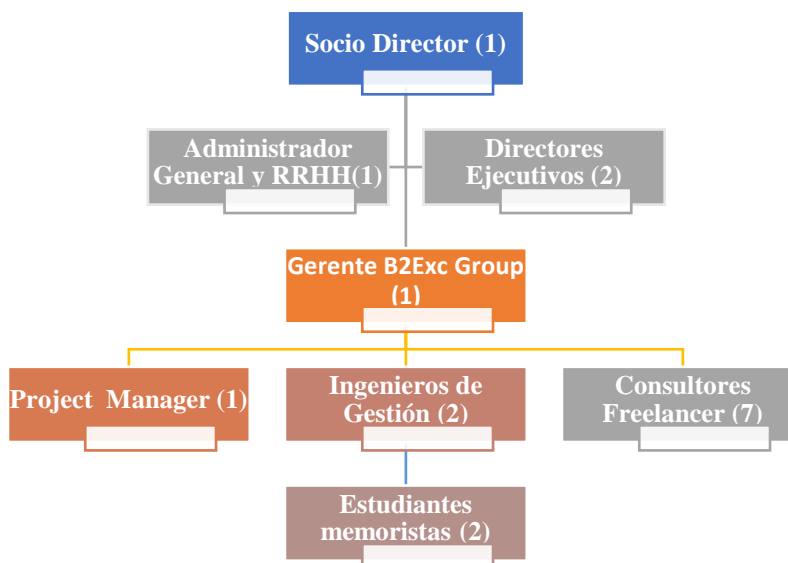 Socio Director (1)
Administrador
General y RRHH(1)
Directores
Ejecutivos (2)
Gerente B2Exc Group
(1)
Project Manager (1)
Ingenieros de
Gestión (2)
Consultores
Freelancer (7)
Estudiantes
memoristas (2)